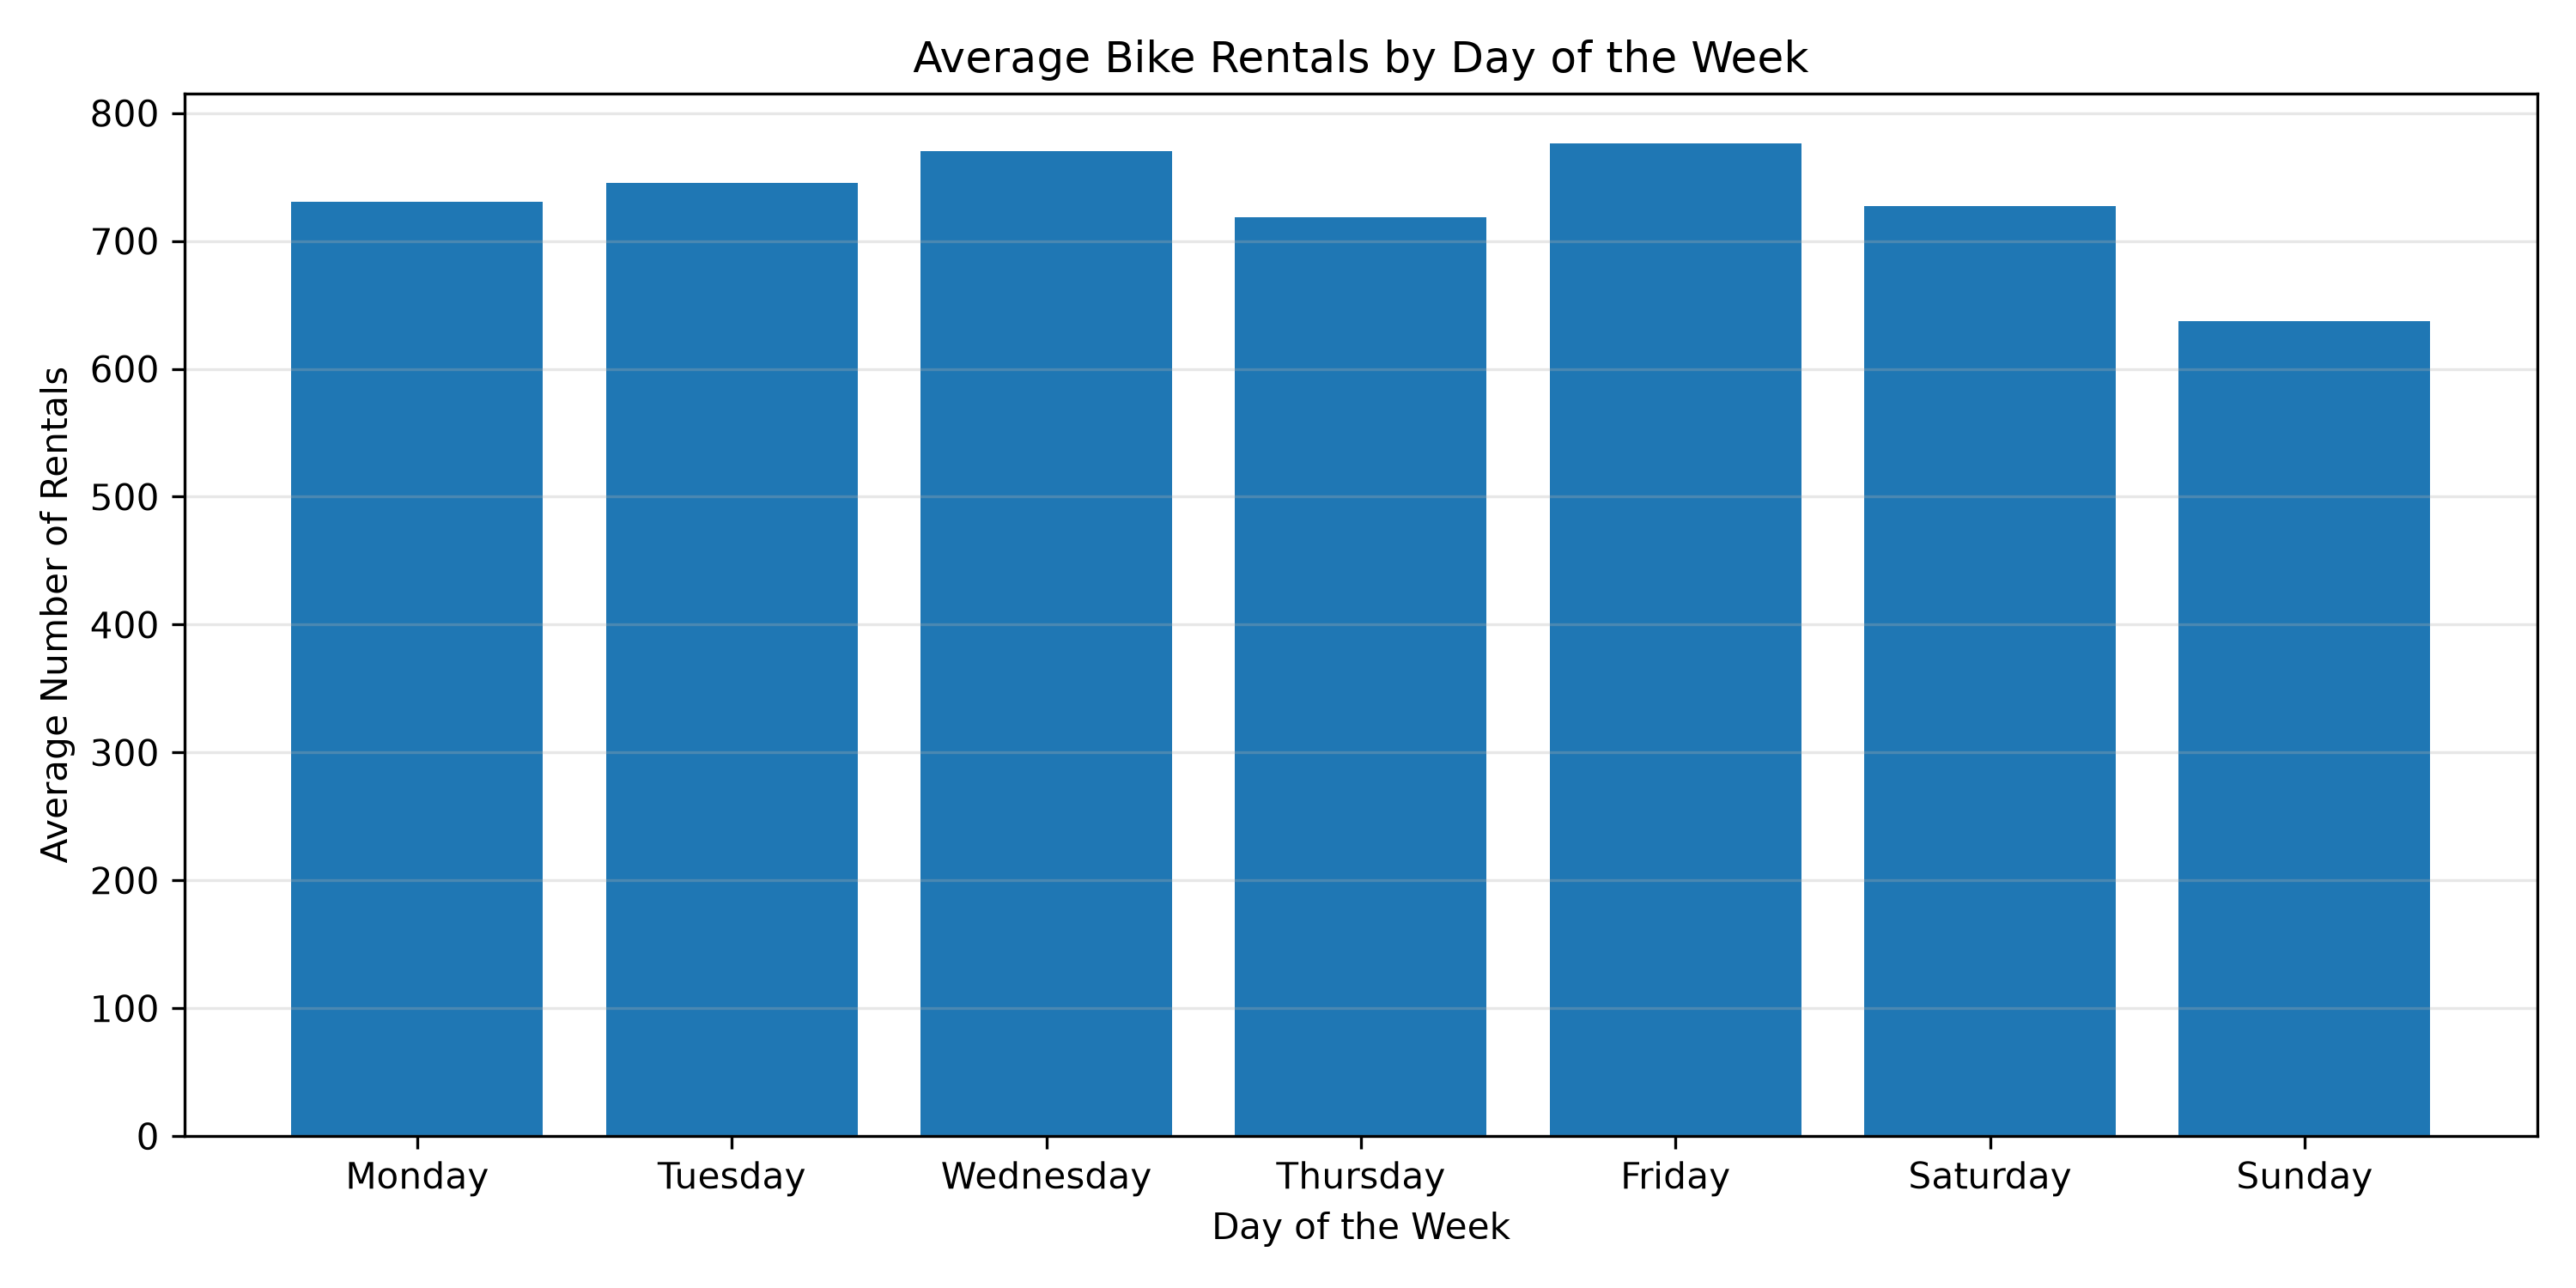 Average Bike Rentals by Day of the Week
800
700
600
500
400
300
200
100
0
Average Number of Rentals
Monday Tuesday Wednesday Thursday Friday Saturday Sunday
Day of the Week